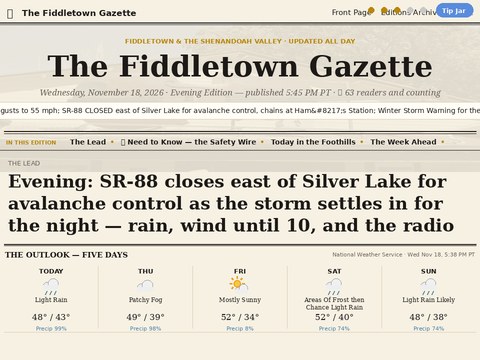 The Fiddletown Gazette
Front Page Editions Archiv
Tip Jar
FIDDLETOWN & THE SHENANDOAH VALLEY · UPDATED ALL DAY
The Fiddletown Gazette
Wednesday, November 18, 2026 · Evening Edition — published 5:45 PM PT · 63 readers and counting
gusts to 55 mph; SR-88 CLOSED east of Silver Lake for avalanche control, chains at Ham&#8217;s Station; Winter Storm Warning for the
IN THIS EDITION The Lead • Need to Know — the Safety Wire • Today in the Foothills • The Week Ahead •
THE LEAD
Evening: SR-88 closes east of Silver Lake for
avalanche control as the storm settles in for
the night — rain, wind until 10, and the radio
THE OUTLOOK — FIVE DAYS
National Weather Service · Wed Nov 18, 5:38 PM PT
TODAY THU FRI SAT SUN
Light Rain Patchy Fog Mostly Sunny Areas Of Frost then Light Rain Likely
Chance Light Rain
48° / 43° 49° / 39° 52° / 34° 52° / 40° 48° / 38°
Precip 99% Precip 98% Precip 8% Precip 74% Precip 74%